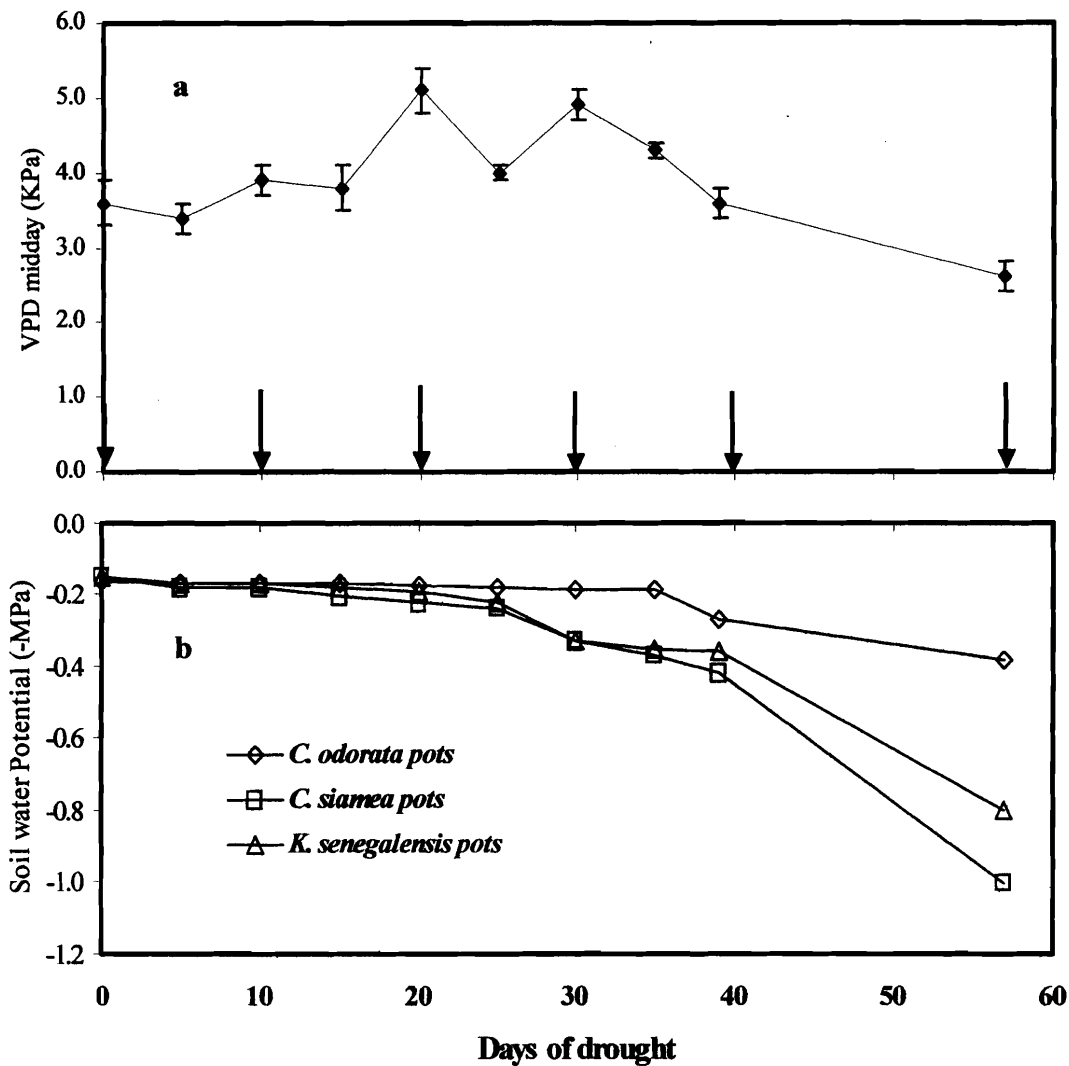 6.0
a
5.0
4.0
3.0
2.0
1.0
0.0
VPD midday (KPa)
0.0
-0.2
b
-0.4
-0.6
-0.8
-1.0
-1.2
Soil water Potential (-MPa)
C. odorata pots
C. siamea pots
K. senegalensis pots
0 10 20 30 40 50 60
Days of drought